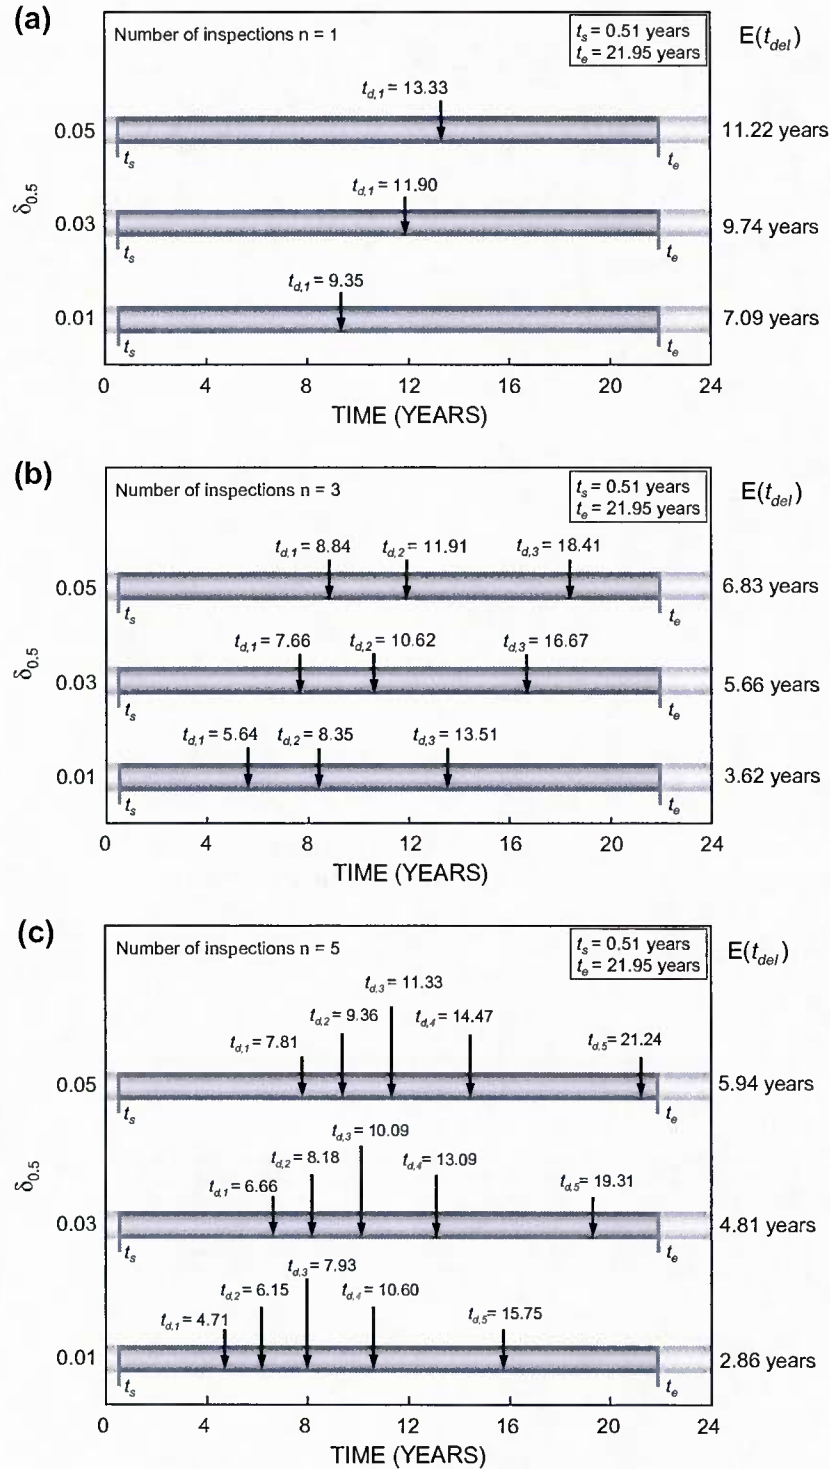 (a)
Number of inspections n = 1
t_s = 0.51 years
t_e = 21.95 years
E(t_del)
t_d,1 = 13.33
0.05
t_s
t_e
11.22 years
t_d,1 = 11.90
0.03
t_s
t_e
9.74 years
t_d,1 = 9.35
0.01
t_s
t_e
7.09 years
δ_0.5
0 4 8 12 16 20 24
TIME (YEARS)
(b)
Number of inspections n = 3
t_s = 0.51 years
t_e = 21.95 years
E(t_del)
t_d,1 = 8.84 t_d,2 = 11.91 t_d,3 = 18.41
0.05
t_s
t_e
6.83 years
t_d,1 = 7.66 t_d,2 = 10.62 t_d,3 = 16.67
0.03
t_s
t_e
5.66 years
t_d,1 = 5.64 t_d,2 = 8.35 t_d,3 = 13.51
0.01
t_s
t_e
3.62 years
δ_0.5
0 4 8 12 16 20 24
TIME (YEARS)
(c)
Number of inspections n = 5
t_s = 0.51 years
t_e = 21.95 years
E(t_del)
t_d,3 = 11.33
t_d,2 = 9.36 t_d,4 = 14.47
t_d,1 = 7.81 t_d,5 = 21.24
0.05
t_s
t_e
5.94 years
t_d,3 = 10.09
t_d,2 = 8.18 t_d,4 = 13.09
t_d,1 = 6.66 t_d,5 = 19.31
0.03
t_s
t_e
4.81 years
t_d,3 = 7.93
t_d,2 = 6.15 t_d,4 = 10.60
t_d,1 = 4.71 t_d,5 = 15.75
0.01
t_s
t_e
2.86 years
δ_0.5
0 4 8 12 16 20 24
TIME (YEARS)